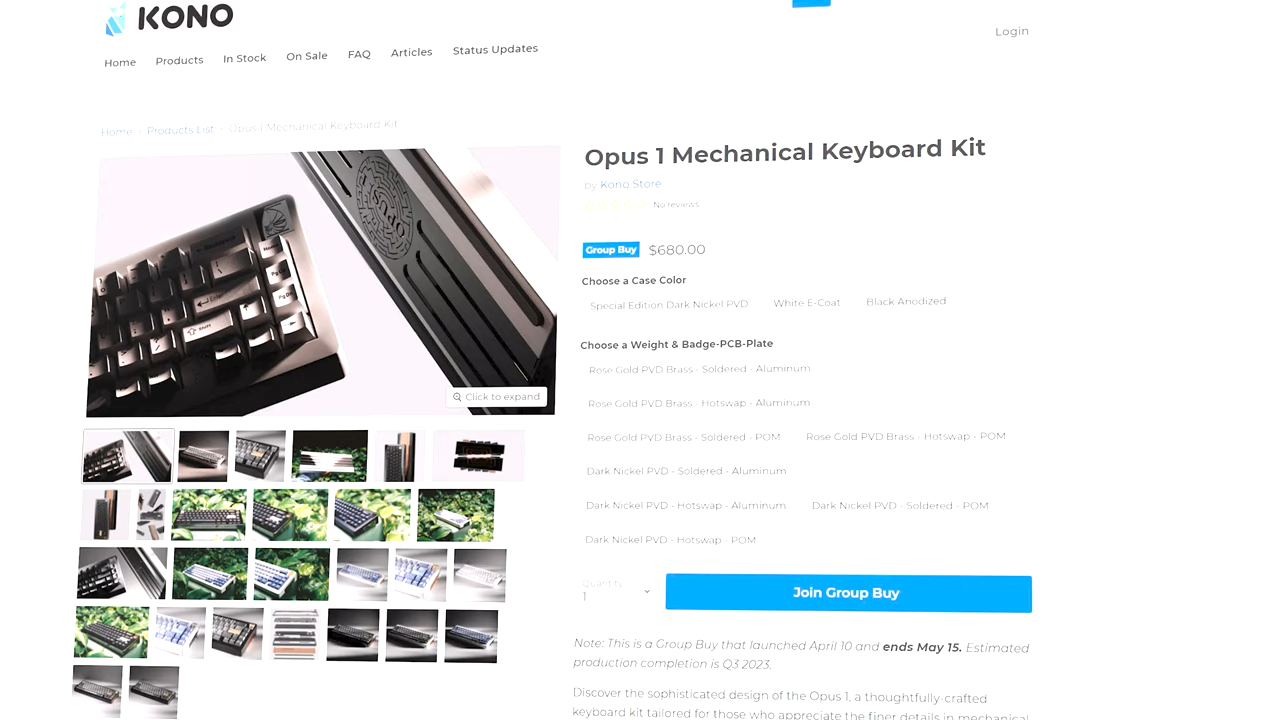 KONO
Login
Home Products In Stock On Sale FAQ Articles Status Updates
Home › Products List › Opus 1 Mechanical Keyboard Kit
Opus 1 Mechanical Keyboard Kit
by Kono Store
No reviews
Group Buy $680.00
Choose a Case Color
Special Edition Dark Nickel PVD White E-Coat Black Anodized
Choose a Weight & Badge-PCB-Plate
Rose Gold PVD Brass - Soldered - Aluminum
Rose Gold PVD Brass - Hotswap - Aluminum
Rose Gold PVD Brass - Soldered - POM Rose Gold PVD Brass - Hotswap - POM
Dark Nickel PVD - Soldered - Aluminum
Dark Nickel PVD - Hotswap - Aluminum Dark Nickel PVD - Soldered - POM
Dark Nickel PVD - Hotswap - POM
Quantity
1
Join Group Buy
Note: This is a Group Buy that launched April 10 and ends May 15. Estimated
production completion is Q3 2023.
Discover the sophisticated design of the Opus 1, a thoughtfully-crafted
keyboard kit tailored for those who appreciate the finer details in mechanical
OPUS
Backspace
Home
Enter
PgDn
Shift
Click to expand